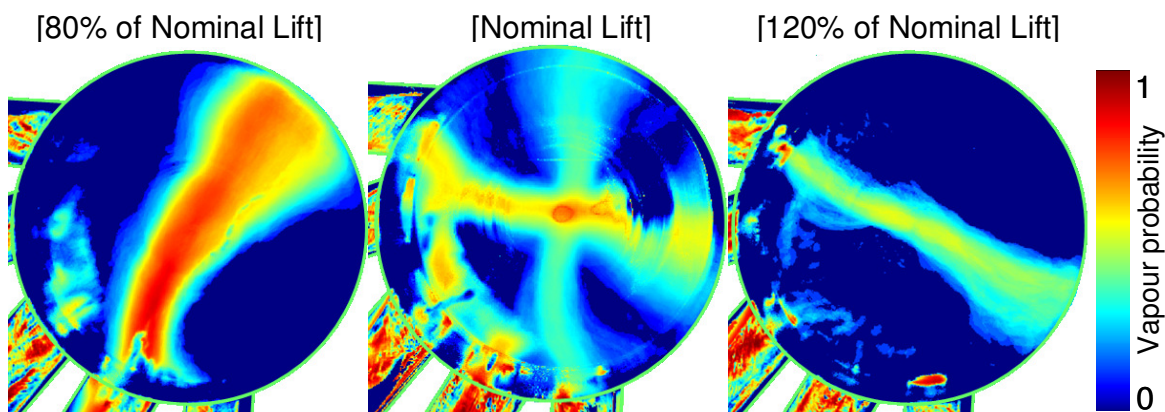 [80% of Nominal Lift]
[Nominal Lift]
[120% of Nominal Lift]
1
Vapour probability
0